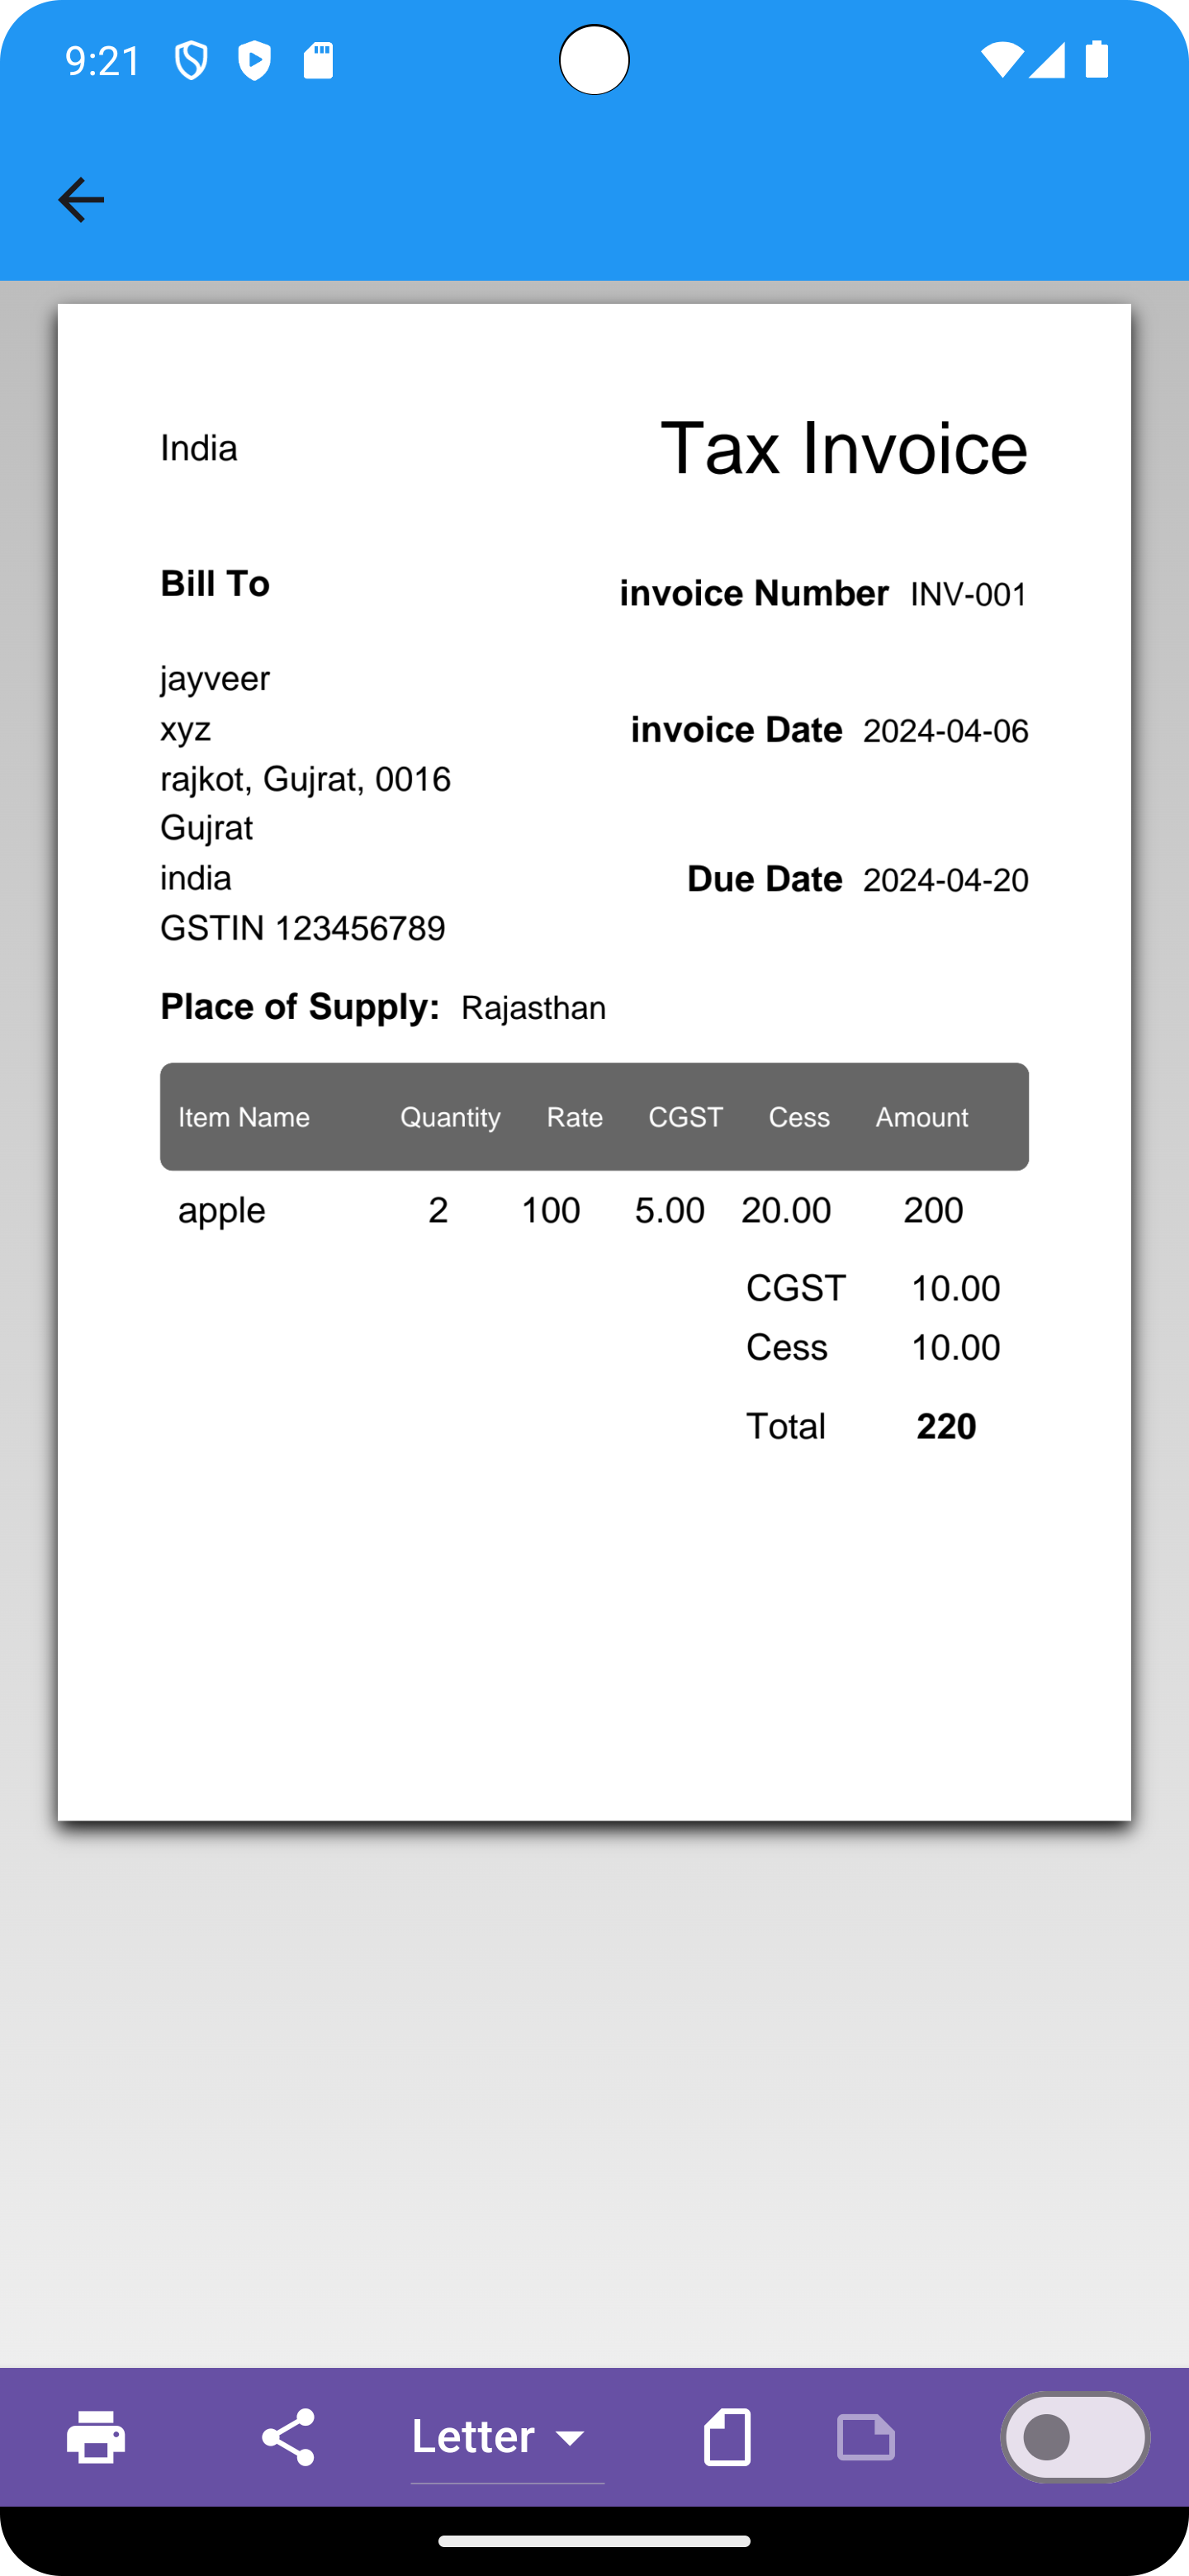 9:21
India
Tax Invoice
Bill To
invoice Number INV-001
jayveer
xyz
invoice Date 2024-04-06
rajkot, Gujrat, 0016
Gujrat
india
Due Date 2024-04-20
GSTIN 123456789
Place of Supply: Rajasthan
Item Name Quantity Rate CGST Cess Amount
apple 2 100 5.00 20.00 200
CGST 10.00
Cess 10.00
Total 220
Letter